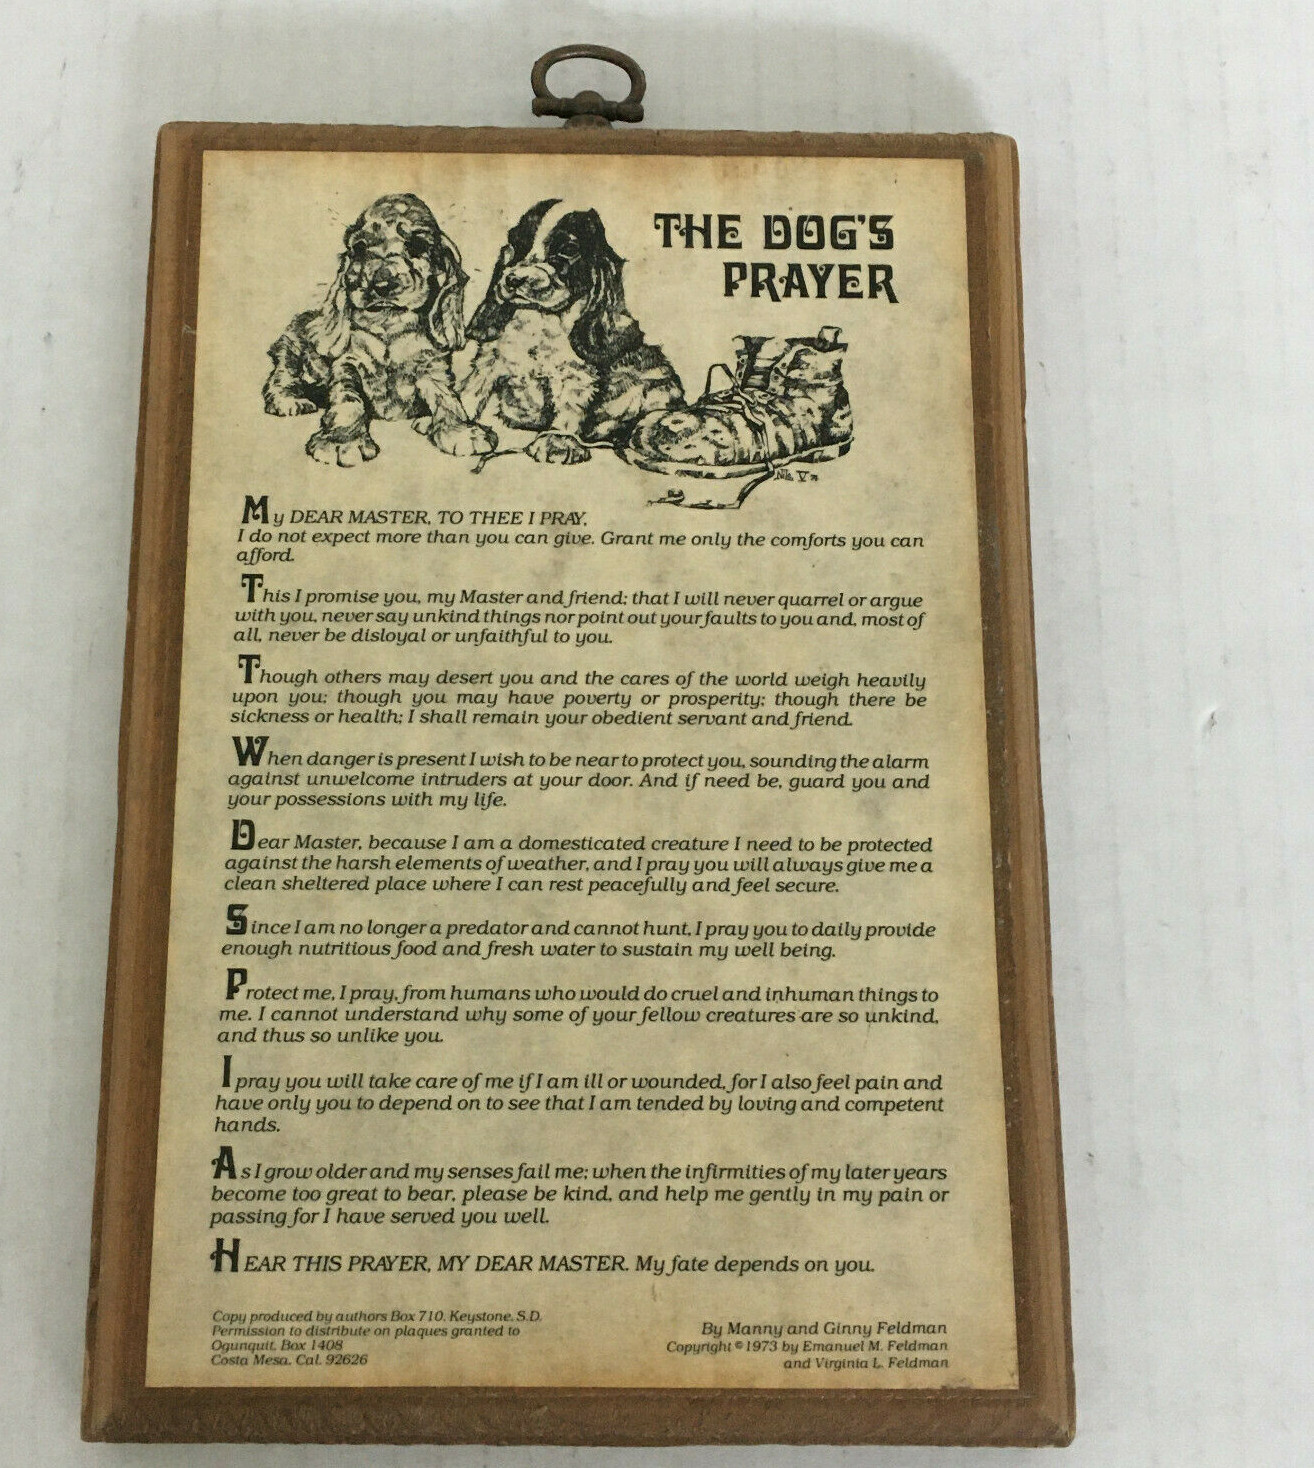 THE DOG'S
PRAYER
My DEAR MASTER, TO THEE I PRAY,
I do not expect more than you can give. Grant me only the comforts you can
afford.
This I promise you, my Master and friend; that I will never quarrel or argue
with you, never say unkind things nor point out your faults to you and, most of
all, never be disloyal or unfaithful to you.
Though others may desert you and the cares of the world weigh heavily
upon you; though you may have poverty or prosperity; though there be
sickness or health; I shall remain your obedient servant and friend.
When danger is present I wish to be near to protect you, sounding the alarm
against unwelcome intruders at your door. And if need be, guard you and
your possessions with my life.
Dear Master, because I am a domesticated creature I need to be protected
against the harsh elements of weather, and I pray you will always give me a
clean sheltered place where I can rest peacefully and feel secure.
Since I am no longer a predator and cannot hunt, I pray you to daily provide
enough nutritious food and fresh water to sustain my well being.
Protect me, I pray, from humans who would do cruel and inhuman things to
me. I cannot understand why some of your fellow creatures are so unkind,
and thus so unlike you.
I pray you will take care of me if I am ill or wounded, for I also feel pain and
have only you to depend on to see that I am tended by loving and competent
hands.
As I grow older and my senses fail me; when the infirmities of my later years
become too great to bear, please be kind, and help me gently in my pain or
passing for I have served you well.
HEAR THIS PRAYER, MY DEAR MASTER. My fate depends on you.
Copy produced by authors Box 710, Keystone, S.D.
Permission to distribute on plaques granted to
Ogunquit, Box 1408
Costa Mesa, Cal. 92626
By Manny and Ginny Feldman
Copyright © 1973 by Emanuel M. Feldman
and Virginia L. Feldman